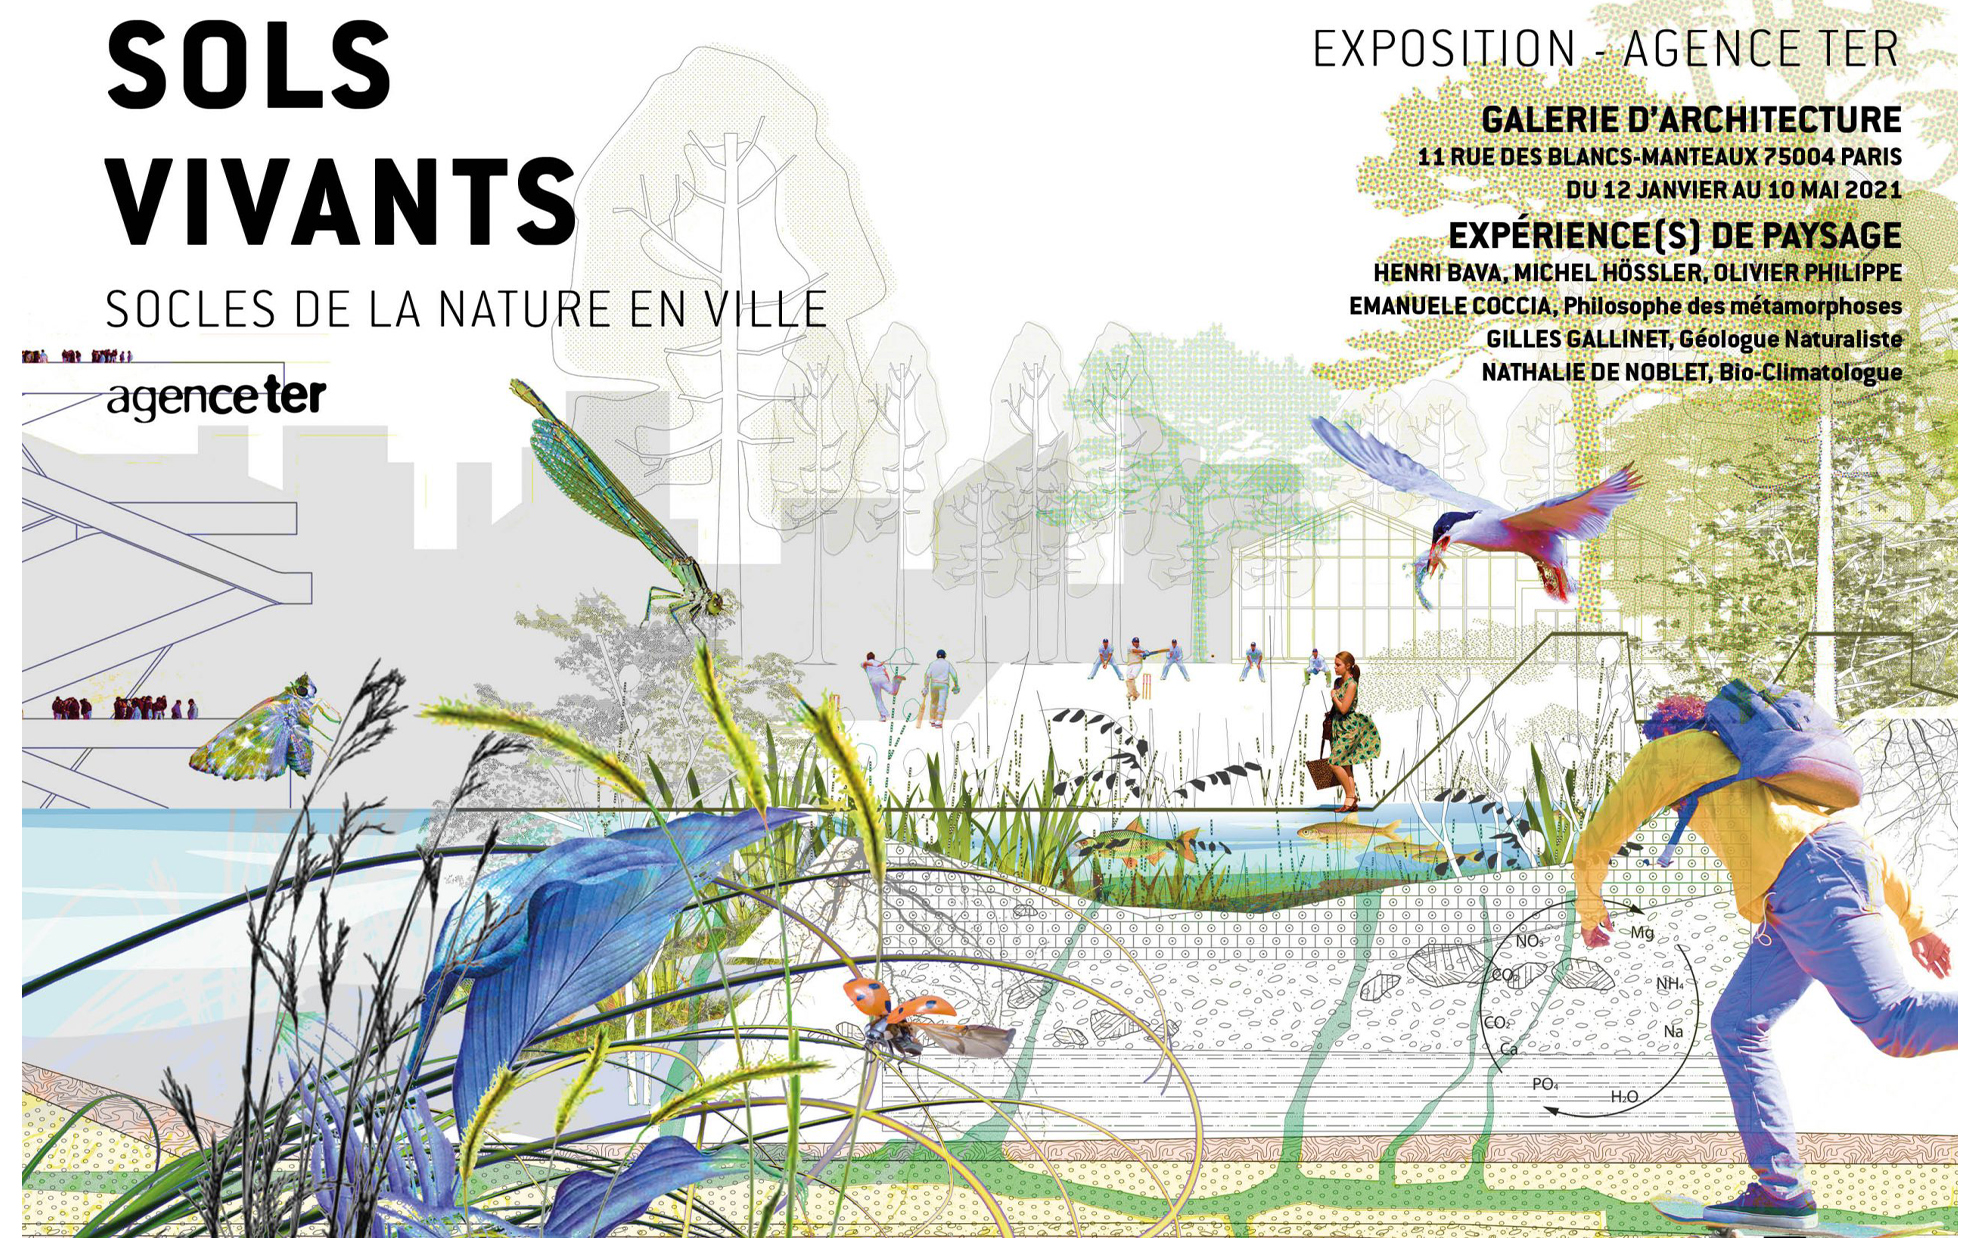 SOLS
VIVANTS
SOCLES DE LA NATURE EN VILLE
agence ter
EXPOSITION - AGENCE TER
GALERIE D'ARCHITECTURE
11 RUE DES BLANCS-MANTEAUX 75004 PARIS
DU 12 JANVIER AU 10 MAI 2021
EXPÉRIENCE(S) DE PAYSAGE
HENRI BAVA, MICHEL HÖSSLER, OLIVIER PHILIPPE
EMANUELE COCCIA, Philosophe des métamorphoses
GILLES GALLINET, Géologue Naturaliste
NATHALIE DE NOBLET, Bio-Climatologue
NO₃
Mg
CO₂
NH₄
CO₂
Na
Ca
PO₄
H₂O